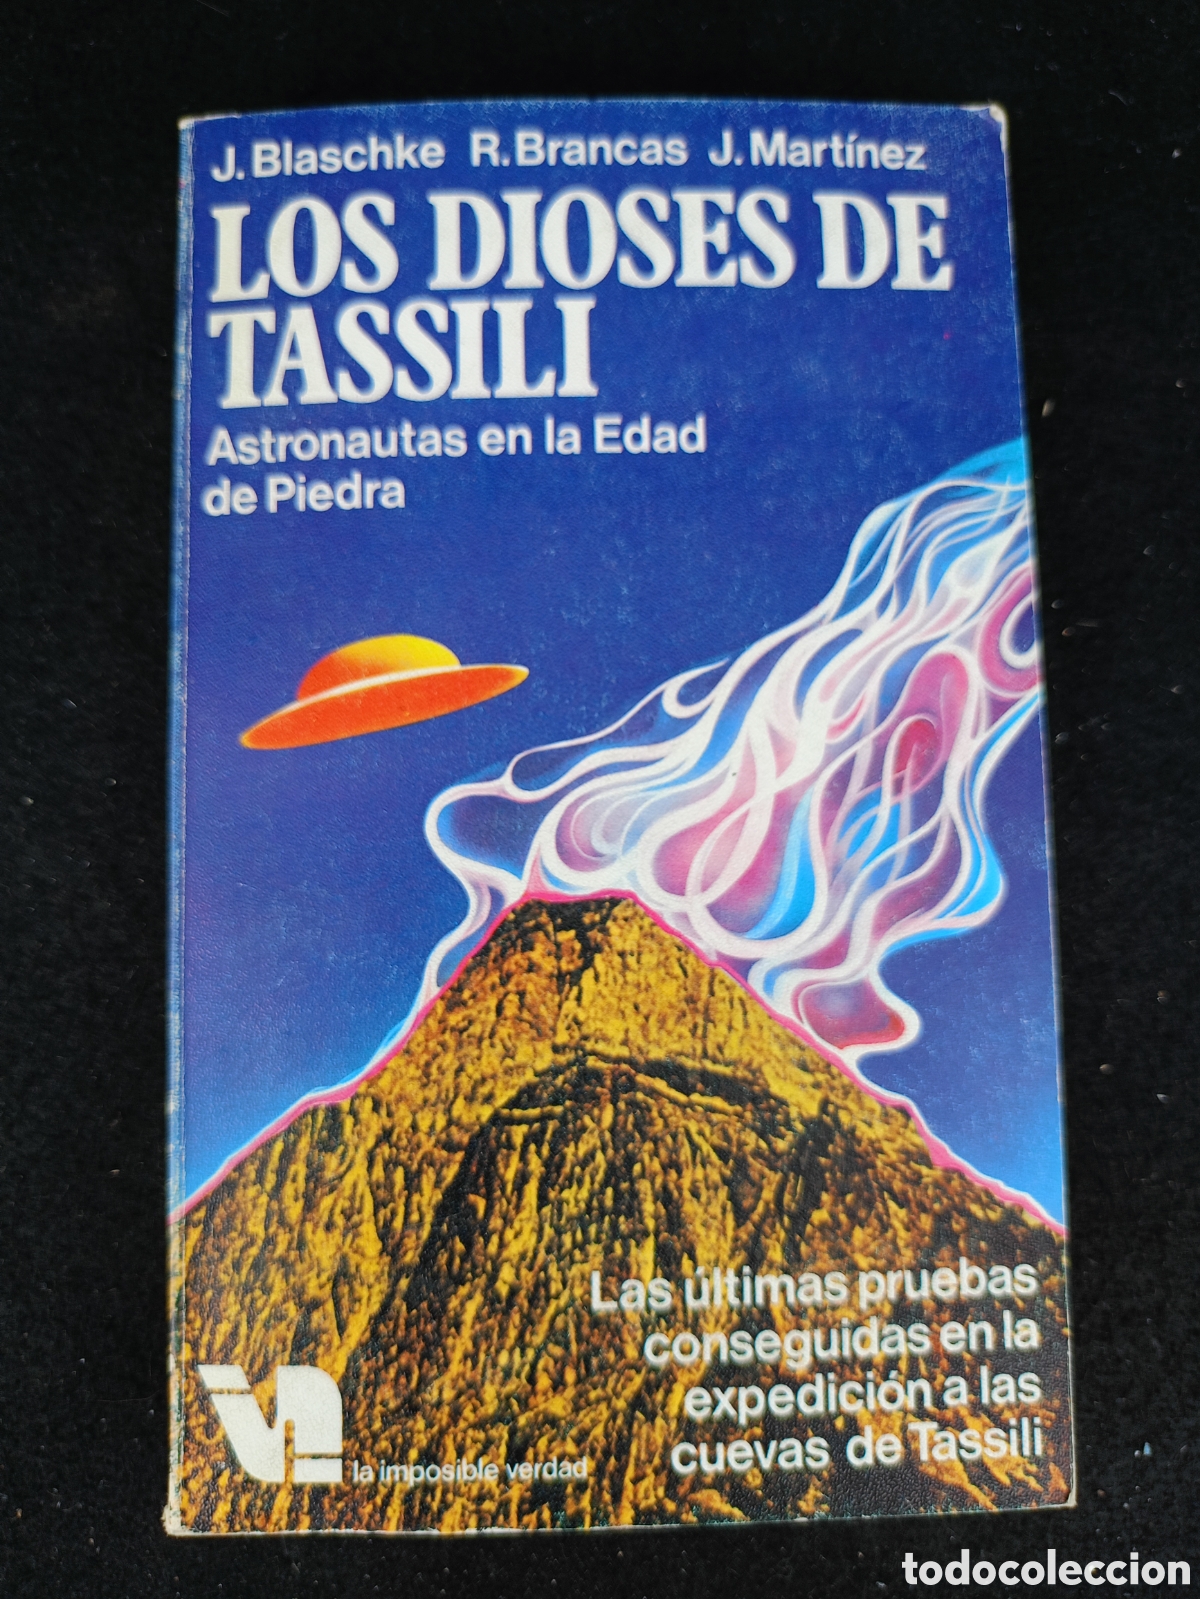 J. Blaschke R. Brancas J. Martínez
LOS DIOSES DE
TASSILI
Astronautas en la Edad
de Piedra
Las últimas pruebas
conseguidas en la
expedición a las
cuevas de Tassili
la imposible verdad
todocoleccion